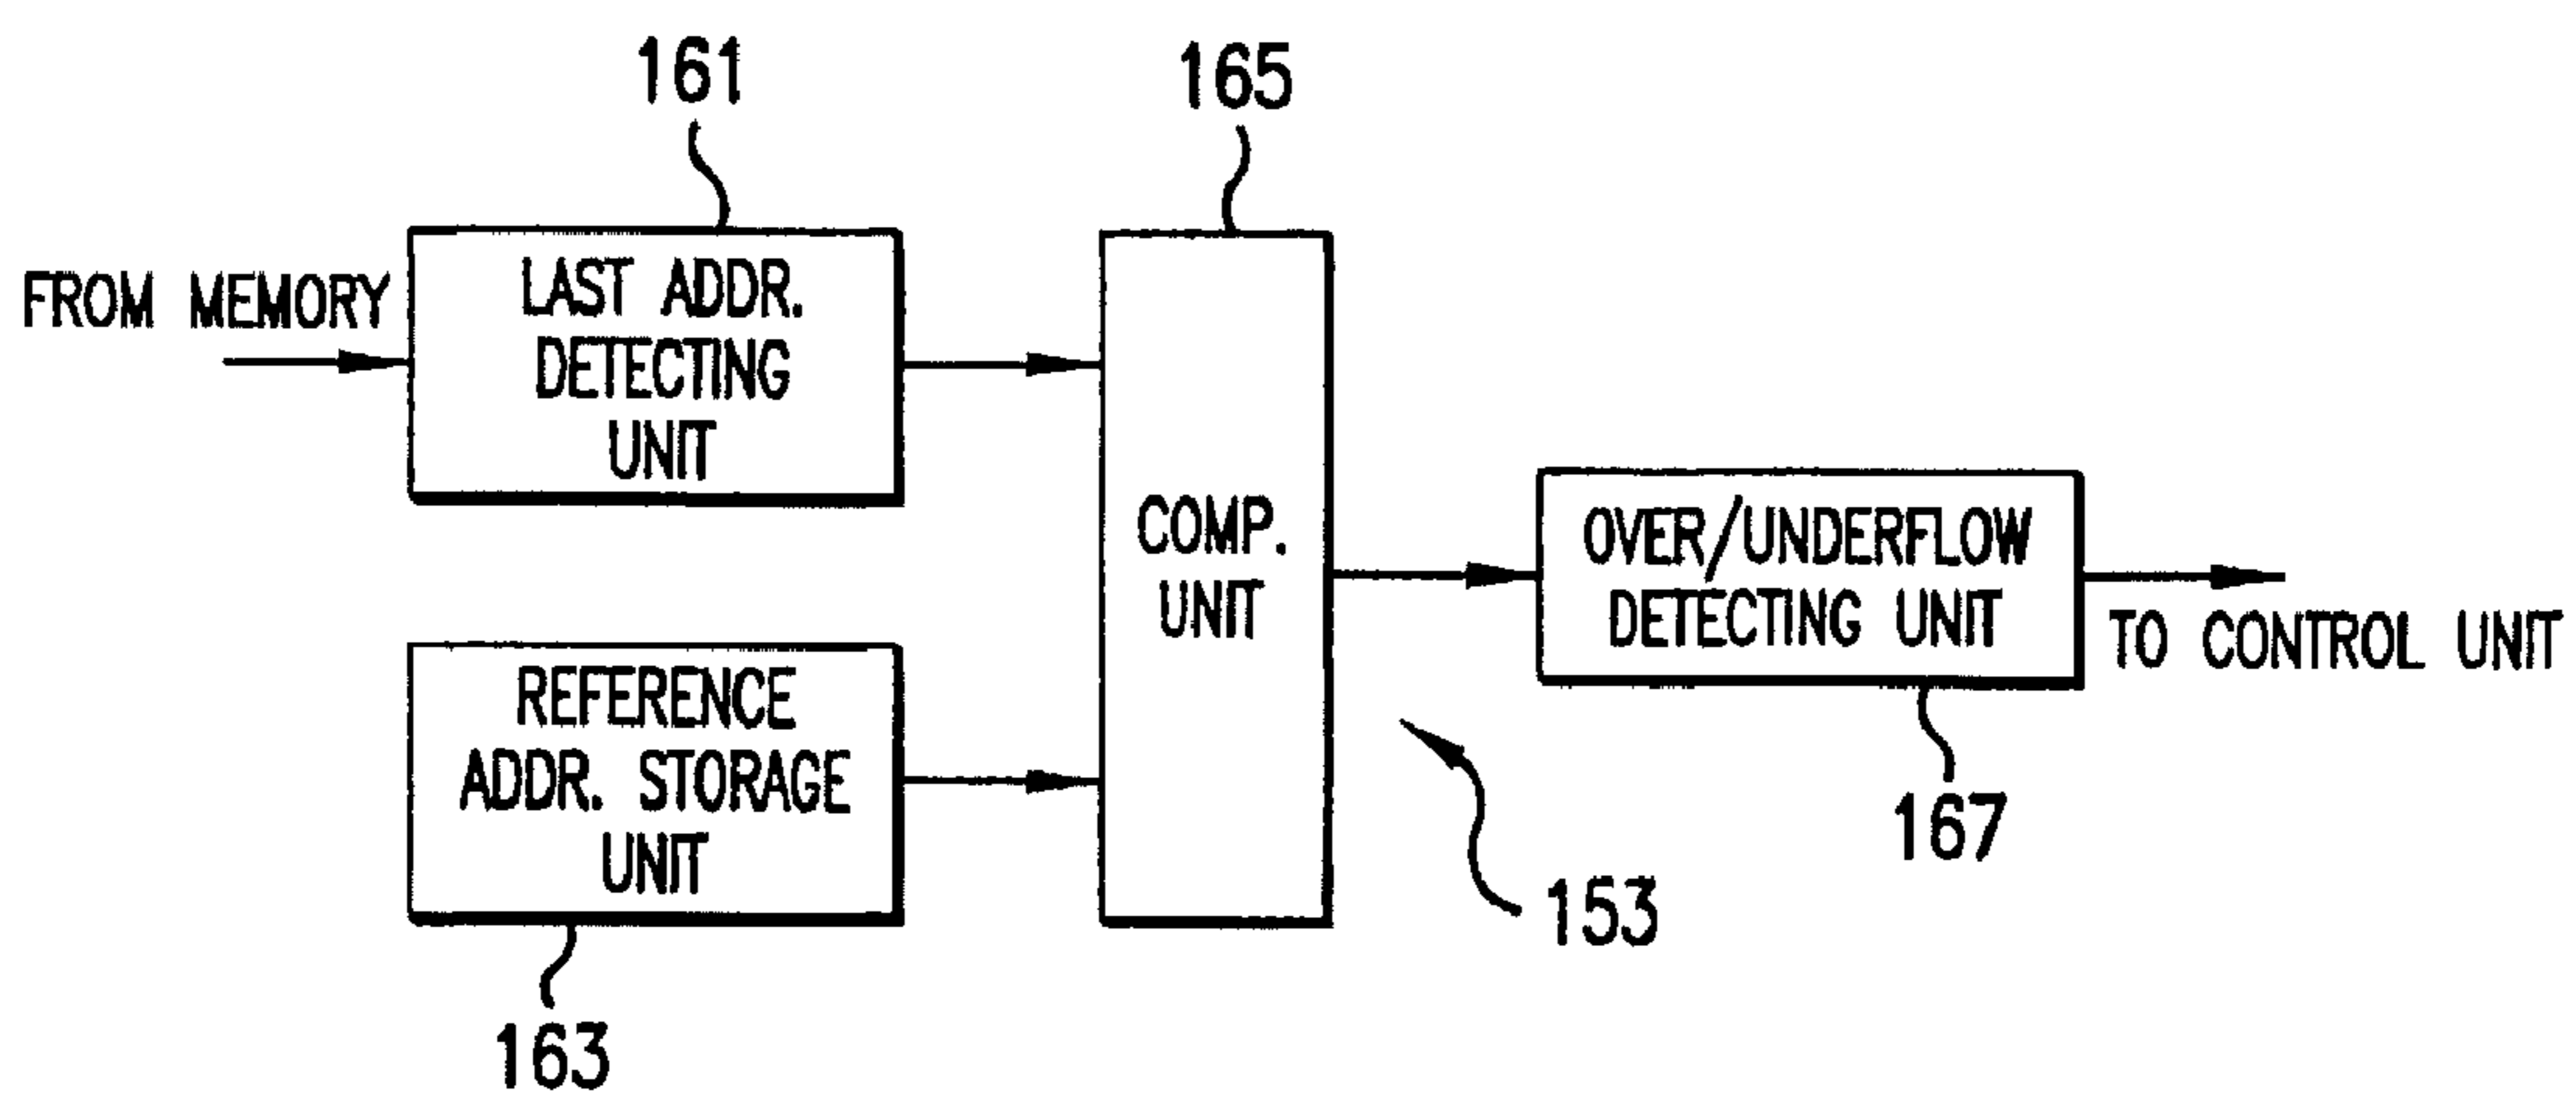 161
165
FROM MEMORY
LAST ADDR.
DETECTING
UNIT
COMP.
UNIT
OVER/UNDERFLOW
DETECTING UNIT
TO CONTROL UNIT
REFERENCE
ADDR. STORAGE
UNIT
167
153
163